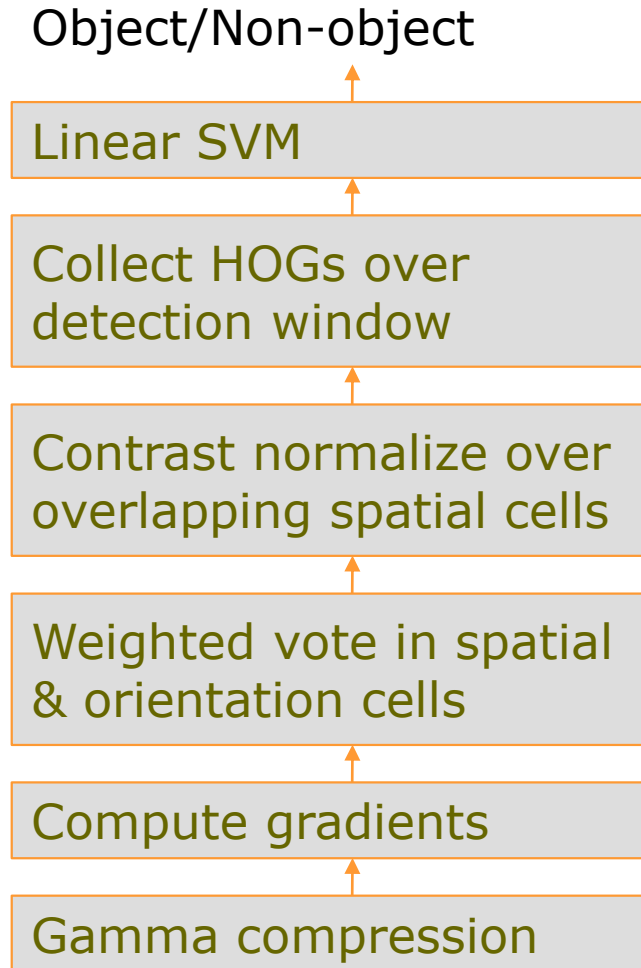 Object/Non-object
Linear SVM
Collect HOGs over
detection window
Contrast normalize over
overlapping spatial cells
Weighted vote in spatial
& orientation cells
Compute gradients
Gamma compression